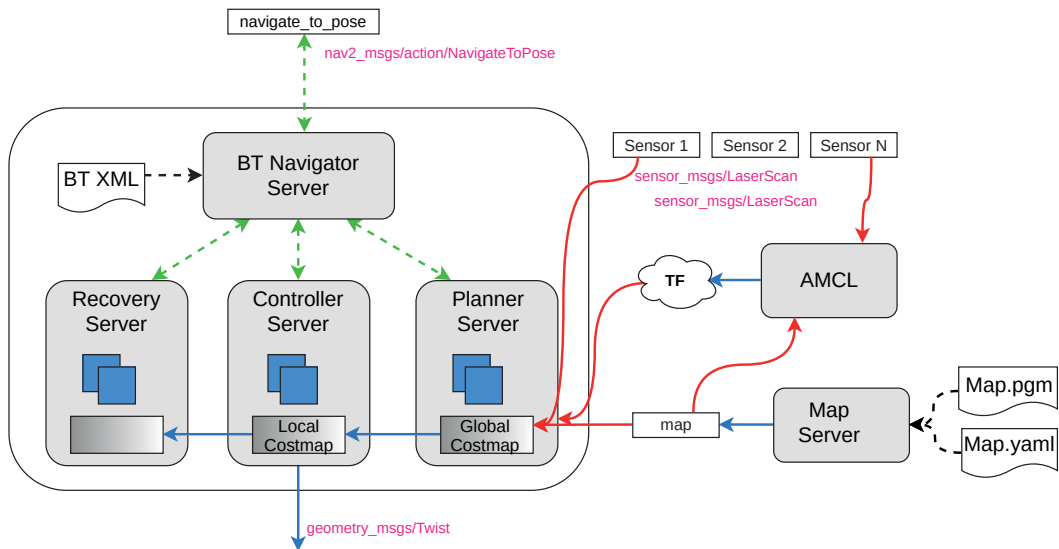 navigate_to_pose
nav2_msgs/action/NavigateToPose
BT Navigator
Server
BT XML
Sensor 1
Sensor 2
Sensor N
sensor_msgs/LaserScan
sensor_msgs/LaserScan
Recovery
Server
Controller
Server
Planner
Server
TF
AMCL
Local
Costmap
Global
Costmap
map
Map
Server
Map.pgm
Map.yaml
geometry_msgs/Twist